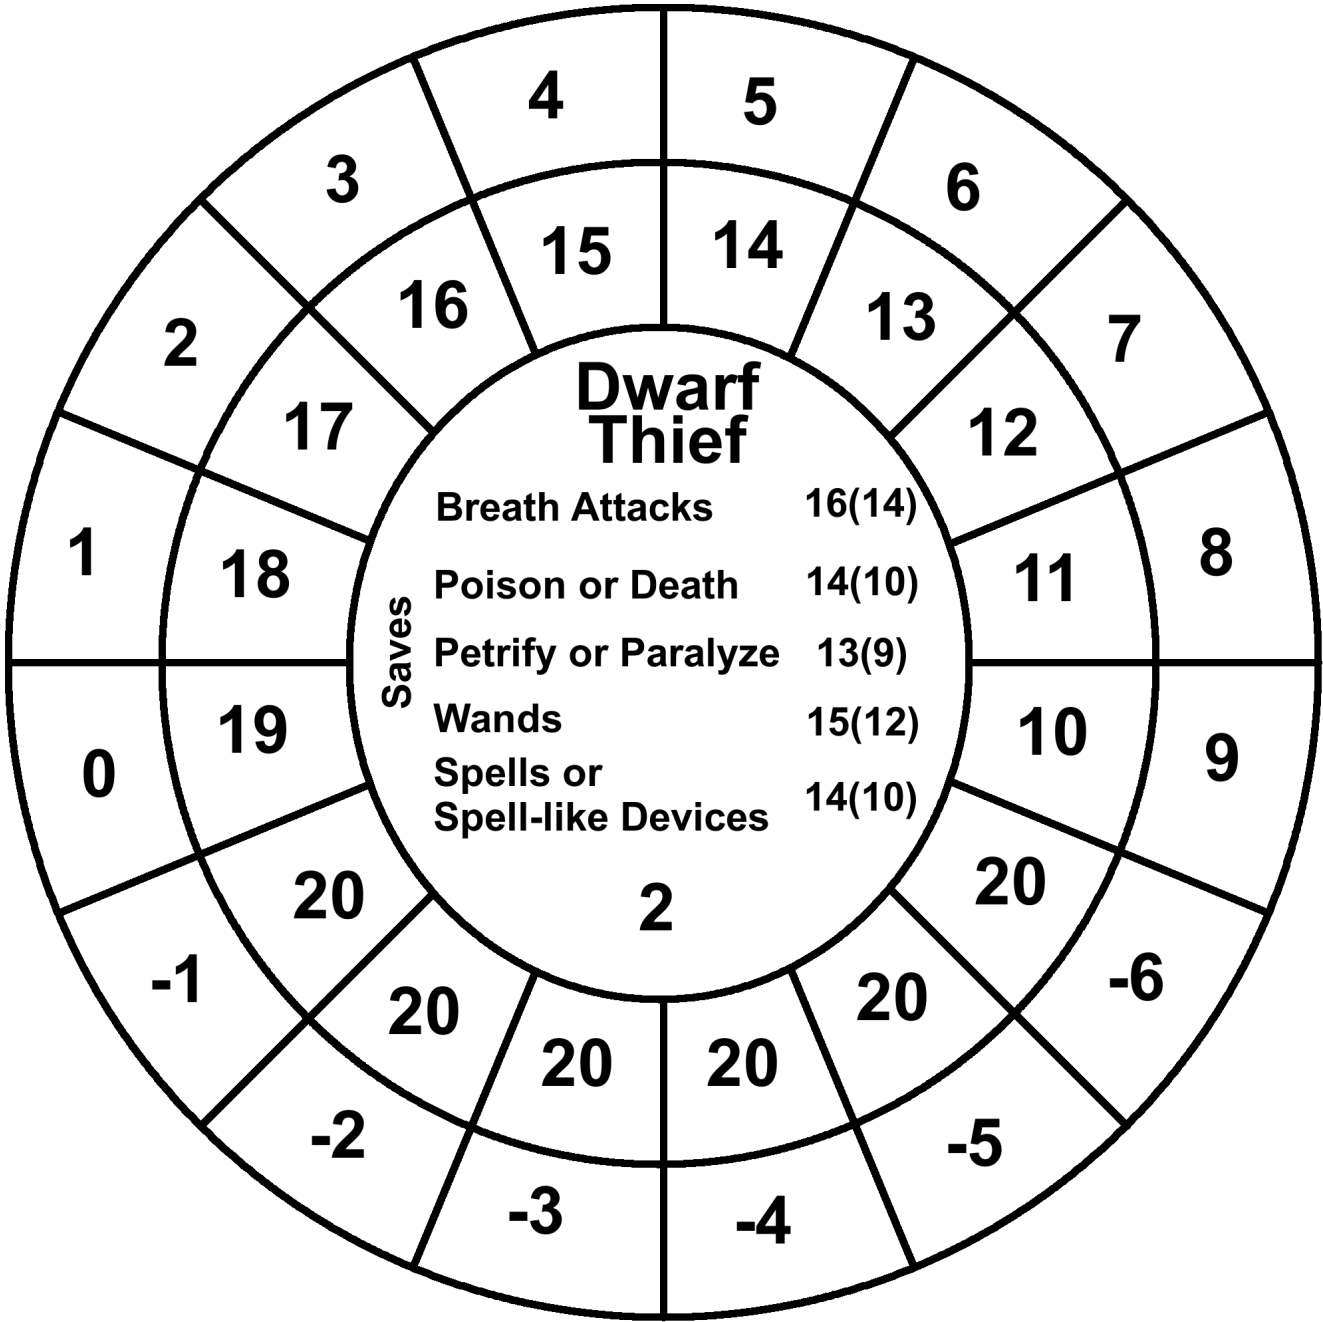 4 5
3 6
2 7
1 8
0 9
-1 -6
-2 -5
-3 -4
15 14
16 13
17 12
18 11
19 10
20 20
20 20
20 20
Dwarf
Thief
Saves
Breath Attacks 16(14)
Poison or Death 14(10)
Petrify or Paralyze 13(9)
Wands 15(12)
Spells or
Spell-like Devices 14(10)
2